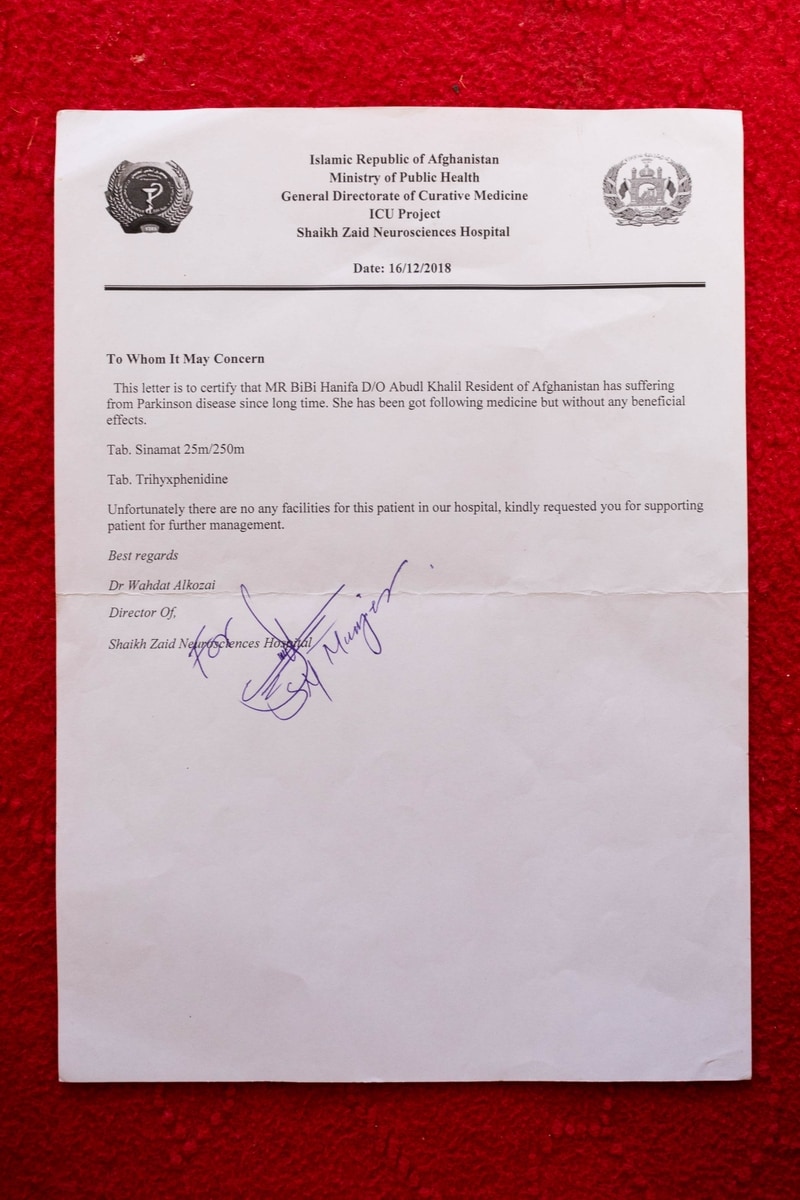 Islamic Republic of Afghanistan
Ministry of Public Health
General Directorate of Curative Medicine
ICU Project
Shaikh Zaid Neurosciences Hospital
Date: 16/12/2018
To Whom It May Concern
This letter is to certify that MR BiBi Hanifa D/O Abudl Khalil Resident of Afghanistan has suffering
from Parkinson disease since long time. She has been got following medicine but without any beneficial
effects.
Tab. Sinamat 25m/250m
Tab. Trihyxphenidine
Unfortunately there are no any facilities for this patient in our hospital, kindly requested you for supporting
patient for further management.
Best regards
Dr Wahdat Alkozai
Director Of,
Shaikh Zaid Neurosciences Hospital
For